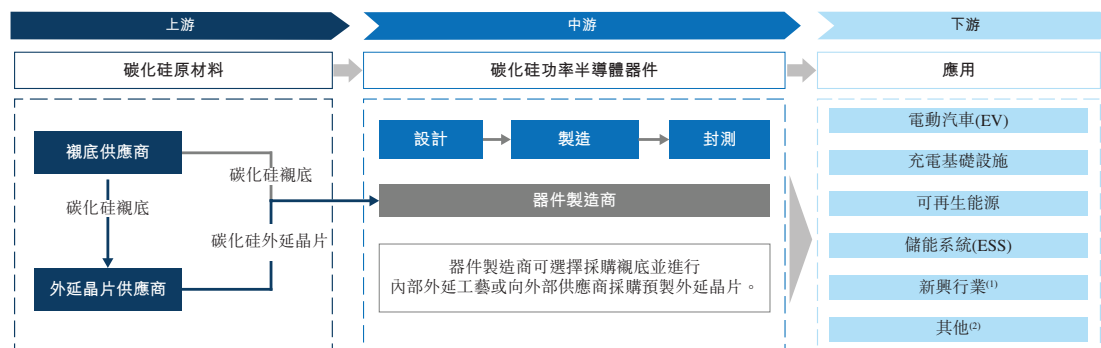 上游
中游
下游
碳化硅原材料
碳化硅功率半導體器件
應用
襯底供應商
碳化硅襯底
碳化硅襯底
碳化硅外延晶片
外延晶片供應商
設計
製造
封測
器件製造商
器件製造商可選擇採購襯底並進行
內部外延工藝或向外部供應商採購預製外延晶片。
電動汽車(EV)
充電基礎設施
可再生能源
儲能系統(ESS)
新興行業(1)
其他(2)